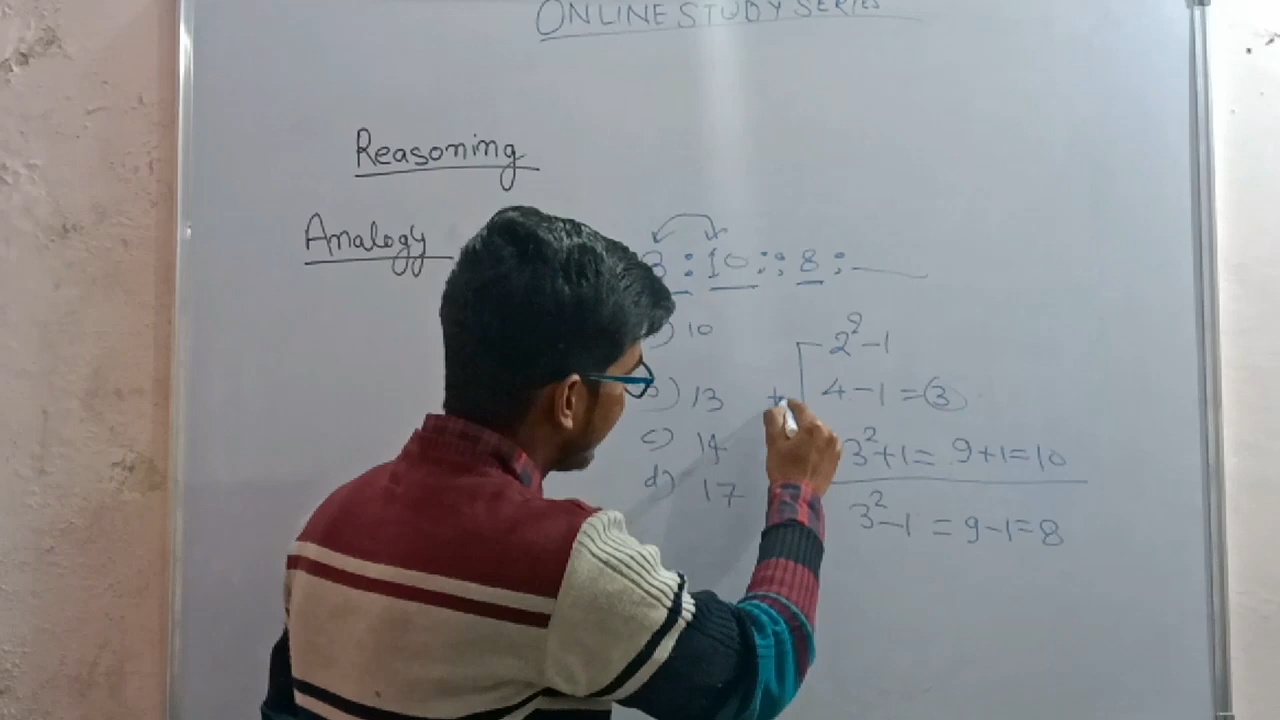 ONLINE STUDY SERIES
Reasoning
Analogy
3 : 10 :: 8 : ___
) 10
b) 13
c) 14
d) 17
2² - 1
+ 4 - 1 = 3
3² + 1 = 9 + 1 = 10
3² - 1 = 9 - 1 = 8